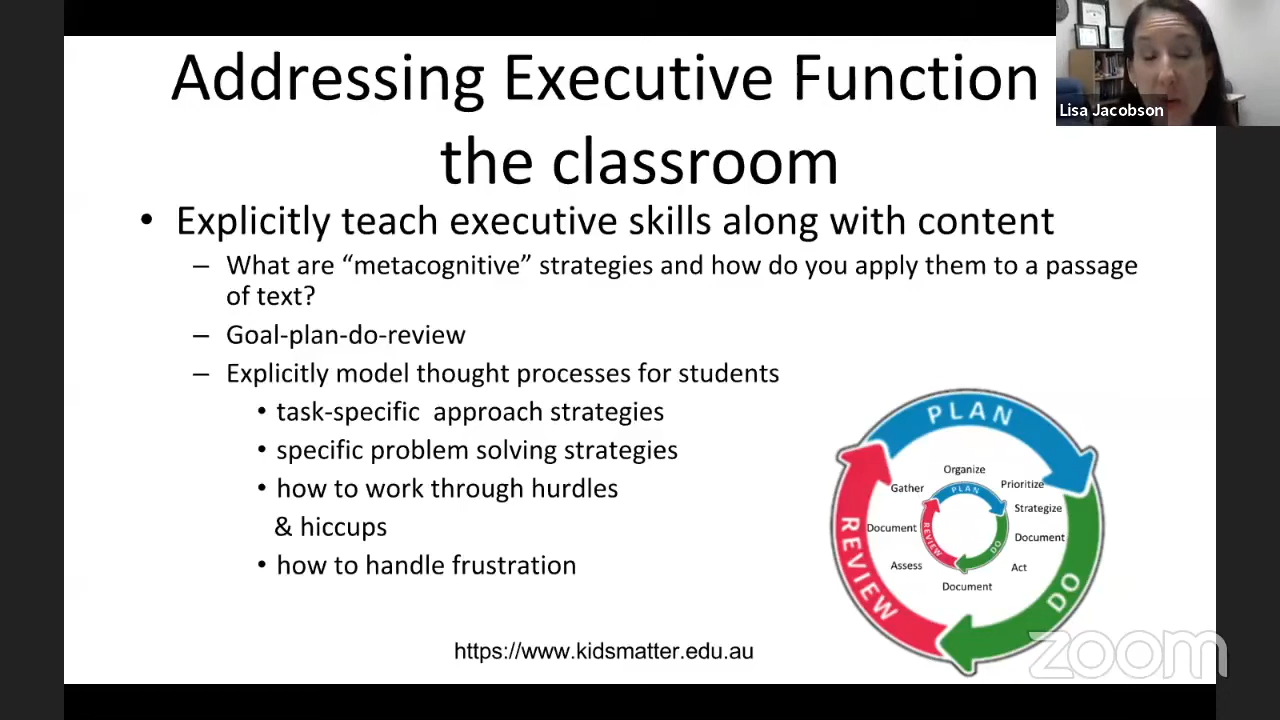 Addressing Executive Function
the classroom
Lisa Jacobson
• Explicitly teach executive skills along with content
– What are “metacognitive” strategies and how do you apply them to a passage
of text?
– Goal-plan-do-review
– Explicitly model thought processes for students
• task-specific approach strategies
• specific problem solving strategies
• how to work through hurdles
& hiccups
• how to handle frustration
PLAN
DO
REVIEW
Organize
Gather
Prioritize
Strategize
Document
Document
Assess
Act
Document
PLAN
DO
REVIEW
https://www.kidsmatter.edu.au
zoom